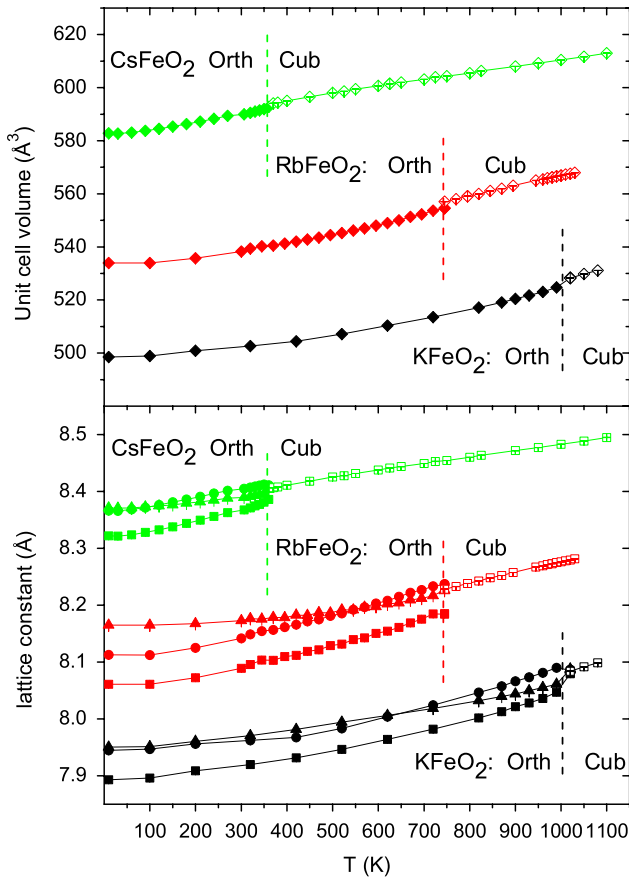 620
CsFeO₂ Orth Cub
600
580
RbFeO₂: Orth Cub
560
540
520
500
KFeO₂: Orth Cub
Unit cell volume (Å³)
8.5
CsFeO₂ Orth Cub
8.4
8.3
RbFeO₂: Orth Cub
8.2
8.1
8.0
7.9
KFeO₂: Orth Cub
lattice constant (Å)
100 200 300 400 500 600 700 800 900 1000 1100
T (K)